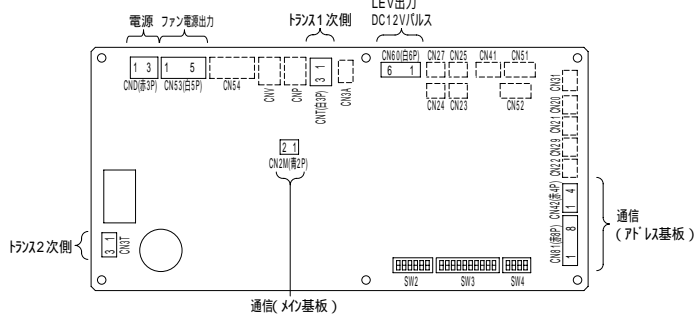 LEV出力
電源 ファン電源出力 トランス1次側 DC12Vパルス
1 3 1 5 3 1 CN60(白6P) CN27 CN25 CN41 CN51
6 1
CND(赤3P) CN53(白5P) CN54 CNV CNP CNT(白3P) CN3A CN24 CN23 CN52
CN31
CN20
CN21
CN29
CN22
2 1
CN2M(青2P)
CN42(赤4P) 1 4
通信
(アドレス基板)
CN81(赤8P) 1 8
トランス2次側 3 1 CN3T
SW2 SW3 SW4
通信(メイン基板)